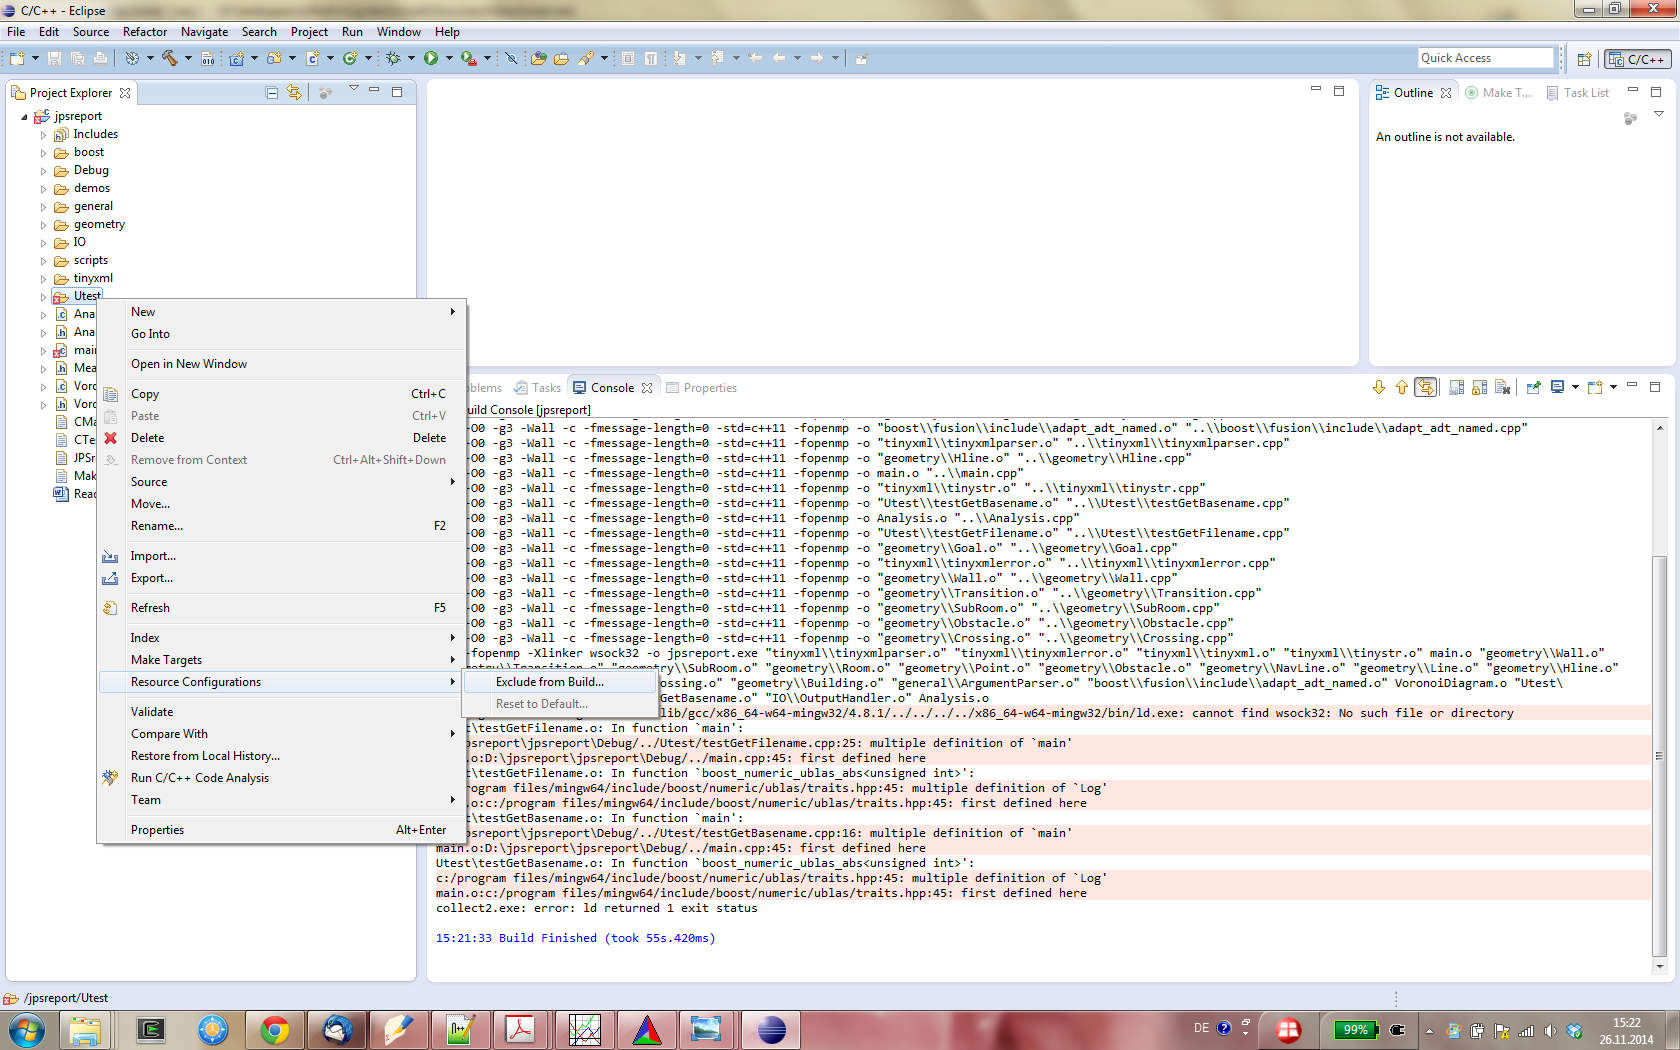 C/C++ - Eclipse
File Edit Source Refactor Navigate Search Project Run Window Help
Quick Access
C/C++
Project Explorer
jpsreport
Includes
boost
Debug
demos
general
geometry
IO
scripts
tinyxml
Utest
Ana
Ana
main
Mea
Voro
Voro
CMa
CTe
JPSre
Mak
Read
New
Go Into
Open in New Window
Copy Ctrl+C
Paste Ctrl+V
Delete Delete
Remove from Context Ctrl+Alt+Shift+Down
Source
Move...
Rename... F2
Import...
Export...
Refresh F5
Index
Make Targets
Resource Configurations
Validate
Compare With
Restore from Local History...
Run C/C++ Code Analysis
Team
Properties Alt+Enter
Exclude from Build...
Reset to Default...
Outline Make T... Task List
An outline is not available.
blems Tasks Console Properties
uild Console [jpsreport]
-O0 -g3 -Wall -c -fmessage-length=0 -std=c++11 -fopenmp -o "boost\\fusion\\include\\adapt_adt_named.o" "..\\boost\\fusion\\include\\adapt_adt_named.cpp"
-O0 -g3 -Wall -c -fmessage-length=0 -std=c++11 -fopenmp -o "tinyxml\\tinyxmlparser.o" "..\\tinyxml\\tinyxmlparser.cpp"
-O0 -g3 -Wall -c -fmessage-length=0 -std=c++11 -fopenmp -o "geometry\\Hline.o" "..\\geometry\\Hline.cpp"
-O0 -g3 -Wall -c -fmessage-length=0 -std=c++11 -fopenmp -o main.o "..\\main.cpp"
-O0 -g3 -Wall -c -fmessage-length=0 -std=c++11 -fopenmp -o "tinyxml\\tinystr.o" "..\\tinyxml\\tinystr.cpp"
-O0 -g3 -Wall -c -fmessage-length=0 -std=c++11 -fopenmp -o "Utest\\testGetBasename.o" "..\\Utest\\testGetBasename.cpp"
-O0 -g3 -Wall -c -fmessage-length=0 -std=c++11 -fopenmp -o Analysis.o "..\\Analysis.cpp"
-O0 -g3 -Wall -c -fmessage-length=0 -std=c++11 -fopenmp -o "Utest\\testGetFilename.o" "..\\Utest\\testGetFilename.cpp"
-O0 -g3 -Wall -c -fmessage-length=0 -std=c++11 -fopenmp -o "geometry\\Goal.o" "..\\geometry\\Goal.cpp"
-O0 -g3 -Wall -c -fmessage-length=0 -std=c++11 -fopenmp -o "tinyxml\\tinyxmlerror.o" "..\\tinyxml\\tinyxmlerror.cpp"
-O0 -g3 -Wall -c -fmessage-length=0 -std=c++11 -fopenmp -o "geometry\\Wall.o" "..\\geometry\\Wall.cpp"
-O0 -g3 -Wall -c -fmessage-length=0 -std=c++11 -fopenmp -o "geometry\\Transition.o" "..\\geometry\\Transition.cpp"
-O0 -g3 -Wall -c -fmessage-length=0 -std=c++11 -fopenmp -o "geometry\\SubRoom.o" "..\\geometry\\SubRoom.cpp"
-O0 -g3 -Wall -c -fmessage-length=0 -std=c++11 -fopenmp -o "geometry\\Obstacle.o" "..\\geometry\\Obstacle.cpp"
-O0 -g3 -Wall -c -fmessage-length=0 -std=c++11 -fopenmp -o "geometry\\Crossing.o" "..\\geometry\\Crossing.cpp"
-fopenmp -Xlinker wsock32 -o jpsreport.exe "tinyxml\\tinyxmlparser.o" "tinyxml\\tinyxmlerror.o" "tinyxml\\tinyxml.o" "tinyxml\\tinystr.o" main.o "geometry\\Wall.o"
etry\\Transition.o" "geometry\\SubRoom.o" "geometry\\Room.o" "geometry\\Point.o" "geometry\\Obstacle.o" "geometry\\NavLine.o" "geometry\\Line.o" "geometry\\Hline.o"
ossing.o" "geometry\\Building.o" "general\\ArgumentParser.o" "boost\\fusion\\include\\adapt_adt_named.o" VoronoiDiagram.o "Utest\
GetBasename.o" "IO\\OutputHandler.o" Analysis.o
lib/gcc/x86_64-w64-mingw32/4.8.1/../../../../x86_64-w64-mingw32/bin/ld.exe: cannot find wsock32: No such file or directory
t\testGetFilename.o: In function `main':
psreport\jpsreport\Debug/../Utest/testGetFilename.cpp:25: multiple definition of `main'
.o:D:\jpsreport\jpsreport\Debug/../main.cpp:45: first defined here
t\testGetFilename.o: In function `boost_numeric_ublas_abs<unsigned int>':
program files/mingw64/include/boost/numeric/ublas/traits.hpp:45: multiple definition of `Log'
.o:c:/program files/mingw64/include/boost/numeric/ublas/traits.hpp:45: first defined here
t\testGetBasename.o: In function `main':
psreport\jpsreport\Debug/../Utest/testGetBasename.cpp:16: multiple definition of `main'
main.o:D:\jpsreport\jpsreport\Debug/../main.cpp:45: first defined here
Utest\testGetBasename.o: In function `boost_numeric_ublas_abs<unsigned int>':
c:/program files/mingw64/include/boost/numeric/ublas/traits.hpp:45: multiple definition of `Log'
main.o:c:/program files/mingw64/include/boost/numeric/ublas/traits.hpp:45: first defined here
collect2.exe: error: ld returned 1 exit status
15:21:33 Build Finished (took 55s.420ms)
/jpsreport/Utest
DE
99%
15:22
26.11.2014